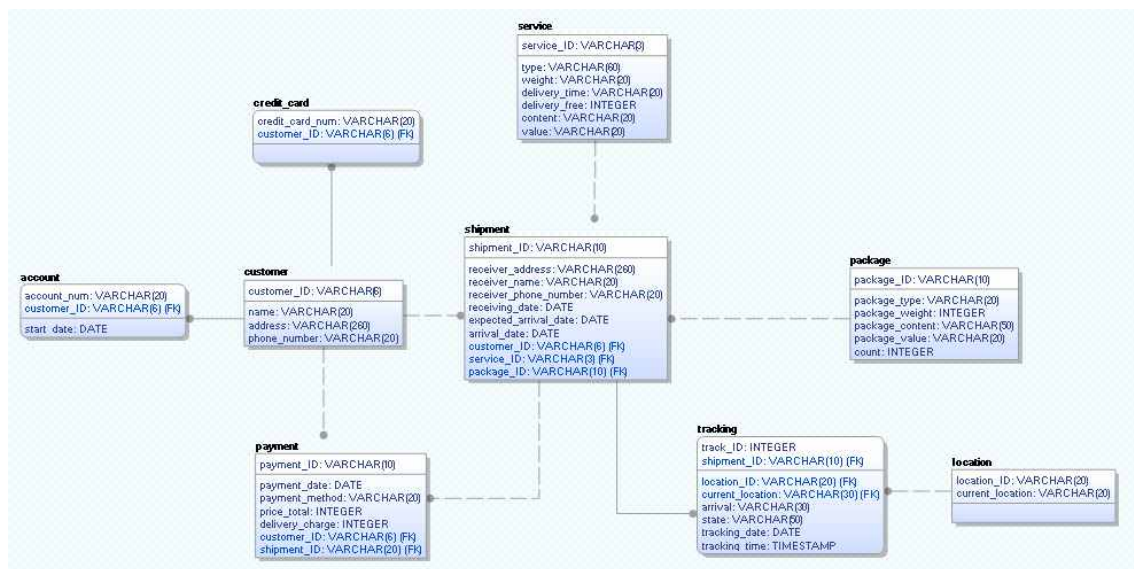 service
service_ID: VARCHAR(3)
type: VARCHAR(60)
weight: VARCHAR(20)
delivery_time: VARCHAR(20)
delivery_free: INTEGER
content: VARCHAR(20)
value: VARCHAR(20)
credit_card
credit_card_num: VARCHAR(20)
customer_ID: VARCHAR(6) (FK)
shipment
shipment_ID: VARCHAR(10)
receiver_address: VARCHAR(260)
receiver_name: VARCHAR(20)
receiver_phone_number: VARCHAR(20)
receiving_date: DATE
expected_arrival_date: DATE
arrival_date: DATE
customer_ID: VARCHAR(6) (FK)
service_ID: VARCHAR(3) (FK)
package_ID: VARCHAR(10) (FK)
package
package_ID: VARCHAR(10)
package_type: VARCHAR(20)
package_weight: INTEGER
package_content: VARCHAR(50)
package_value: VARCHAR(20)
count: INTEGER
account
account_num: VARCHAR(20)
customer_ID: VARCHAR(6) (FK)
start_date: DATE
customer
customer_ID: VARCHAR(6)
name: VARCHAR(20)
address: VARCHAR(260)
phone_number: VARCHAR(20)
payment
payment_ID: VARCHAR(10)
payment_date: DATE
payment_method: VARCHAR(20)
price_total: INTEGER
delivery_charge: INTEGER
customer_ID: VARCHAR(6) (FK)
shipment_ID: VARCHAR(20) (FK)
tracking
track_ID: INTEGER
shipment_ID: VARCHAR(10) (FK)
location_ID: VARCHAR(20) (FK)
current_location: VARCHAR(30) (FK)
arrival: VARCHAR(30)
state: VARCHAR(50)
tracking_date: DATE
tracking_time: TIMESTAMP
location
location_ID: VARCHAR(20)
current_location: VARCHAR(20)